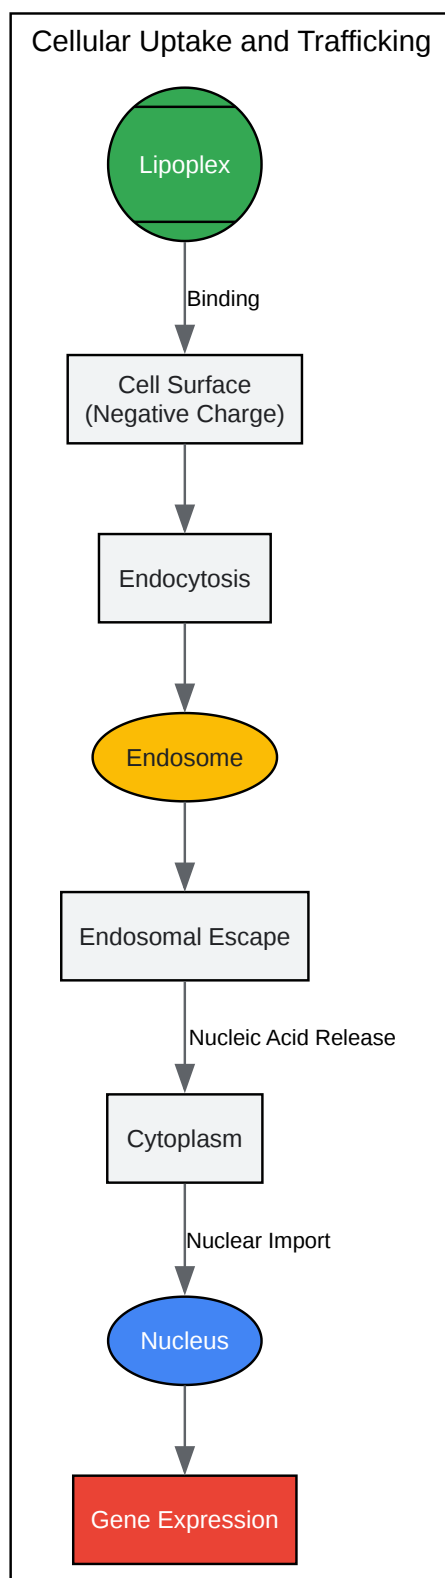 Cellular Uptake and Trafficking
Lipoplex
Binding
Cell Surface
(Negative Charge)
Endocytosis
Endosome
Endosomal Escape
Nucleic Acid Release
Cytoplasm
Nuclear Import
Nucleus
Gene Expression